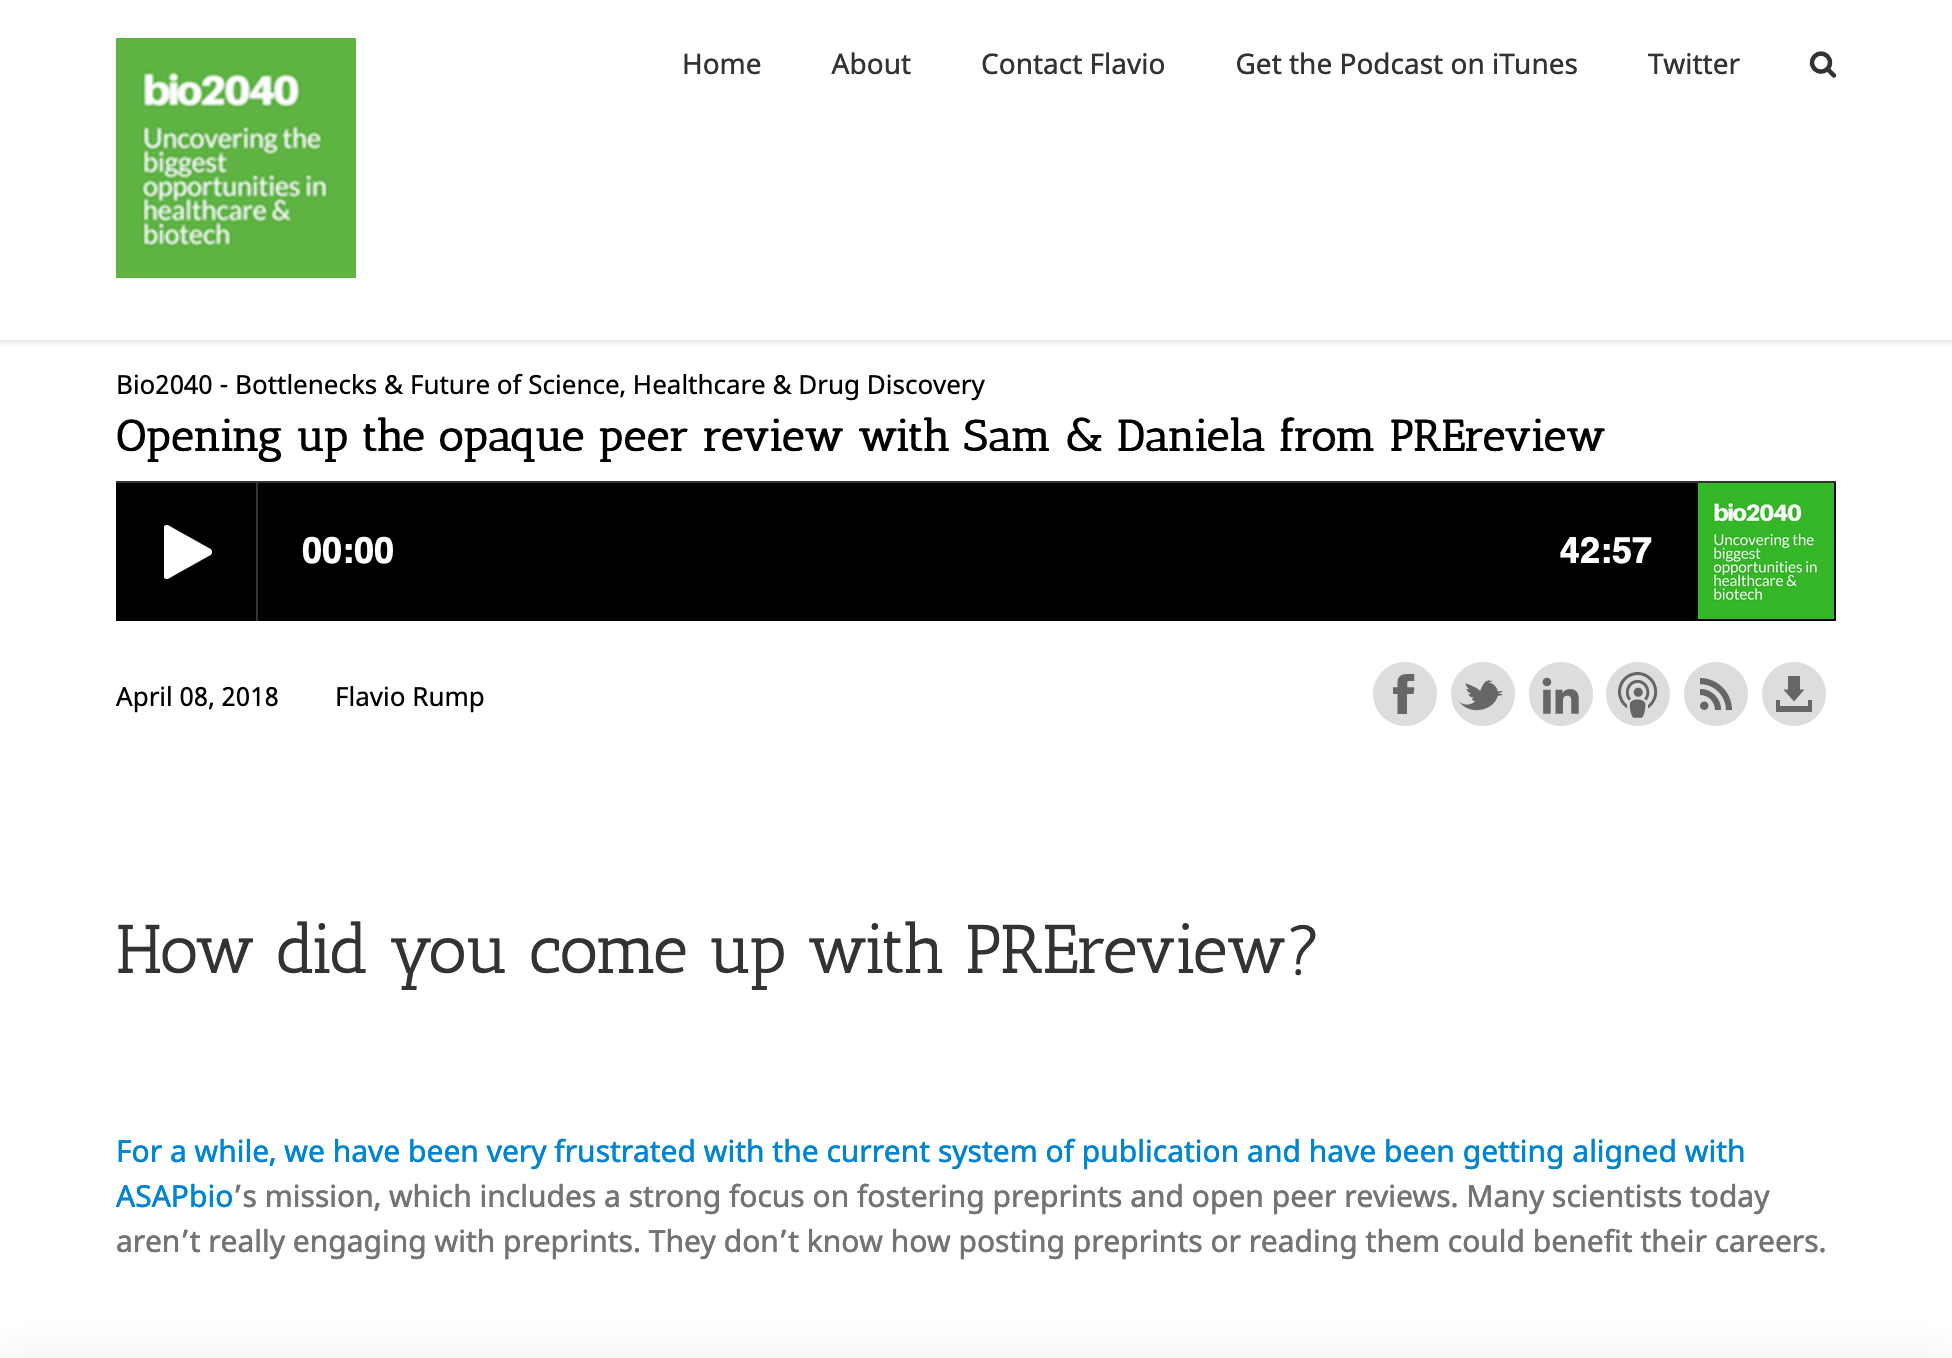 bio2040
Uncovering the
biggest
opportunities in
healthcare &
biotech
Home About Contact Flavio Get the Podcast on iTunes Twitter
Bio2040 - Bottlenecks & Future of Science, Healthcare & Drug Discovery
Opening up the opaque peer review with Sam & Daniela from PREreview
00:00 42:57
bio2040
Uncovering the
biggest
opportunities in
healthcare &
biotech
April 08, 2018 Flavio Rump
How did you come up with PREreview?
For a while, we have been very frustrated with the current system of publication and have been getting aligned with
ASAPbio’s mission, which includes a strong focus on fostering preprints and open peer reviews. Many scientists today
aren’t really engaging with preprints. They don’t know how posting preprints or reading them could benefit their careers.